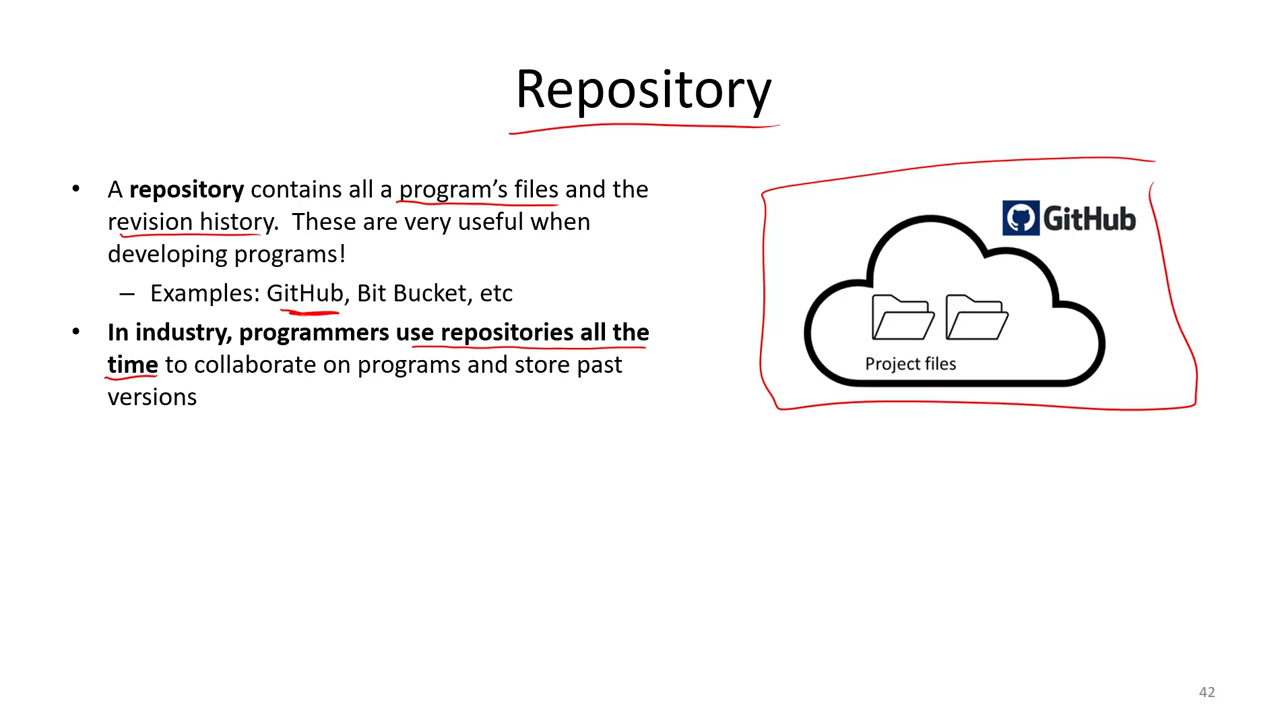 Repository
• A repository contains all a program’s files and the
revision history.  These are very useful when
developing programs!
– Examples: GitHub, Bit Bucket, etc
• In industry, programmers use repositories all the
time to collaborate on programs and store past
versions
GitHub
Project files
42